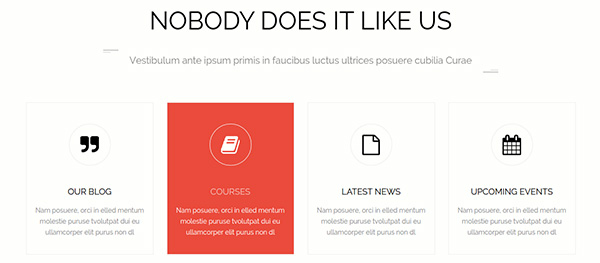 NOBODY DOES IT LIKE US
Vestibulum ante ipsum primis in faucibus luctus ultrices posuere cubilia Curae
OUR BLOG
Nam posuere, orci in elled mentum
molestie puruse tvolutpat dui eu
ullamcorper elit purus non dl
COURSES
Nam posuere, orci in elled mentum
molestie puruse tvolutpat dui eu
ullamcorper elit purus non dl
LATEST NEWS
Nam posuere, orci in elled mentum
molestie puruse tvolutpat dui eu
ullamcorper elit purus non dl
UPCOMING EVENTS
Nam posuere, orci in elled mentum
molestie puruse tvolutpat dui eu
ullamcorper elit purus non dl